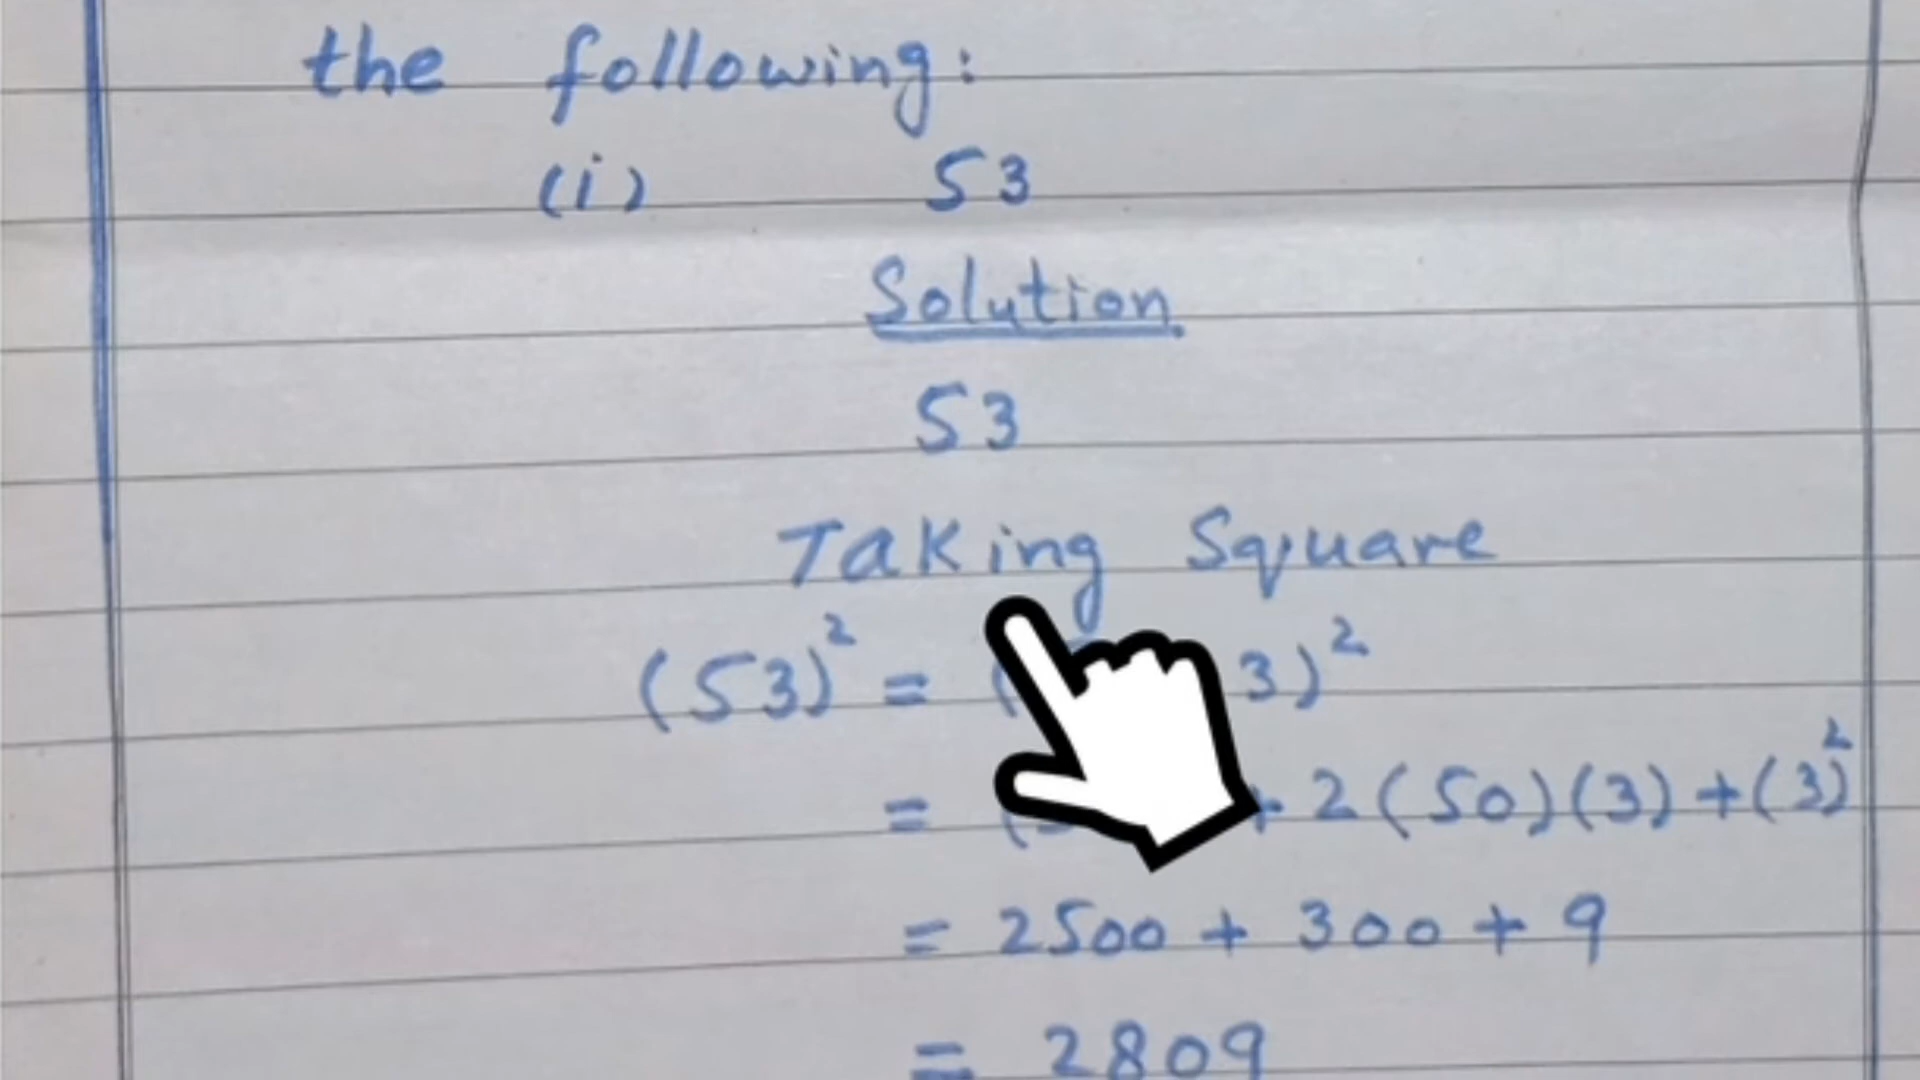 the following:
(i) 53
Solution
53
Taking Square
(53)² = ( 3)²
= ( + 2(50)(3) + (3)²
= 2500 + 300 + 9
= 2809